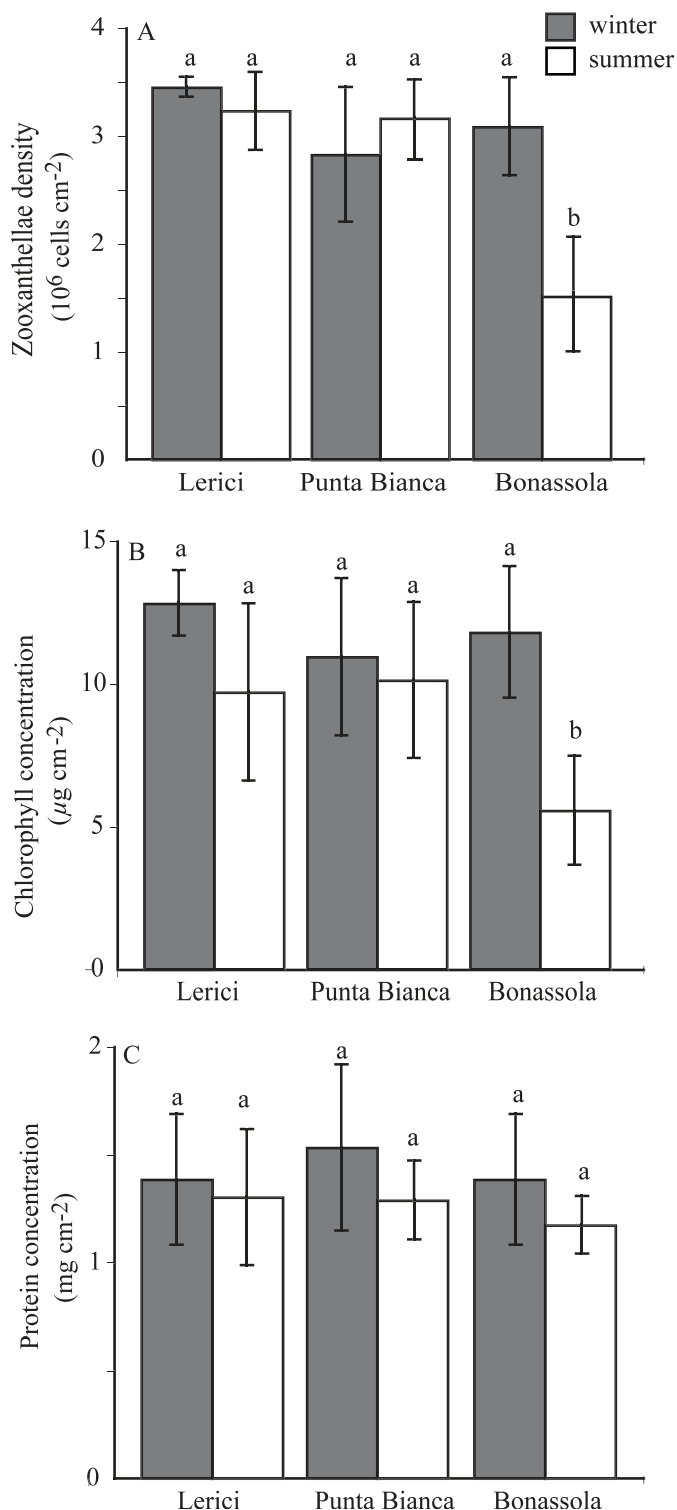 winter
summer
A
a a a a a b
Zooxanthellae density
(10⁶ cells cm⁻²)
4
3
2
1
0
Lerici Punta Bianca Bonassola
B
a a a a a b
Chlorophyll concentration
(µg cm⁻²)
15
10
5
0
Lerici Punta Bianca Bonassola
C
a a a a a a
Protein concentration
(mg cm⁻²)
2
1
0
Lerici Punta Bianca Bonassola